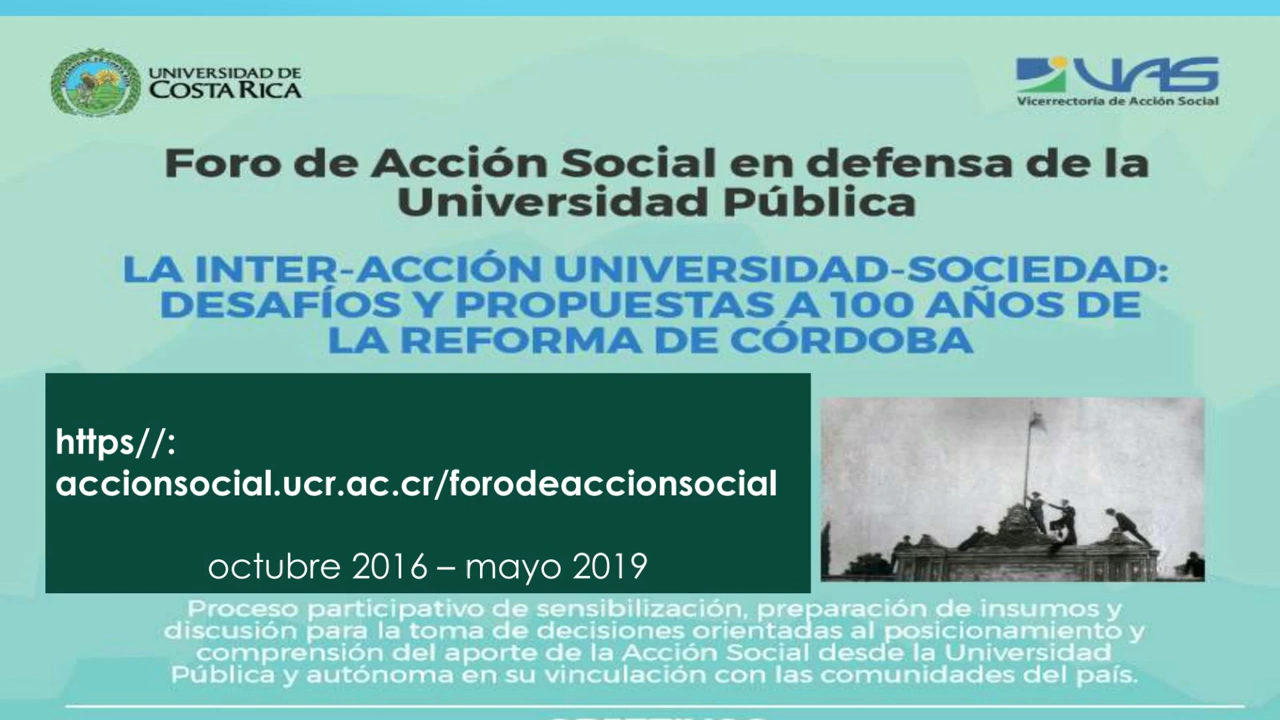 UNIVERSIDAD DE
COSTA RICA
VAS
Vicerrectoría de Acción Social
Foro de Acción Social en defensa de la
Universidad Pública
LA INTER-ACCIÓN UNIVERSIDAD-SOCIEDAD:
DESAFÍOS Y PROPUESTAS A 100 AÑOS DE
LA REFORMA DE CÓRDOBA
https//:
accionsocial.ucr.ac.cr/forodeaccionsocial
octubre 2016 – mayo 2019
Proceso participativo de sensibilización, preparación de insumos y
discusión para la toma de decisiones orientadas al posicionamiento y
comprensión del aporte de la Acción Social desde la Universidad
Pública y autónoma en su vinculación con las comunidades del país.